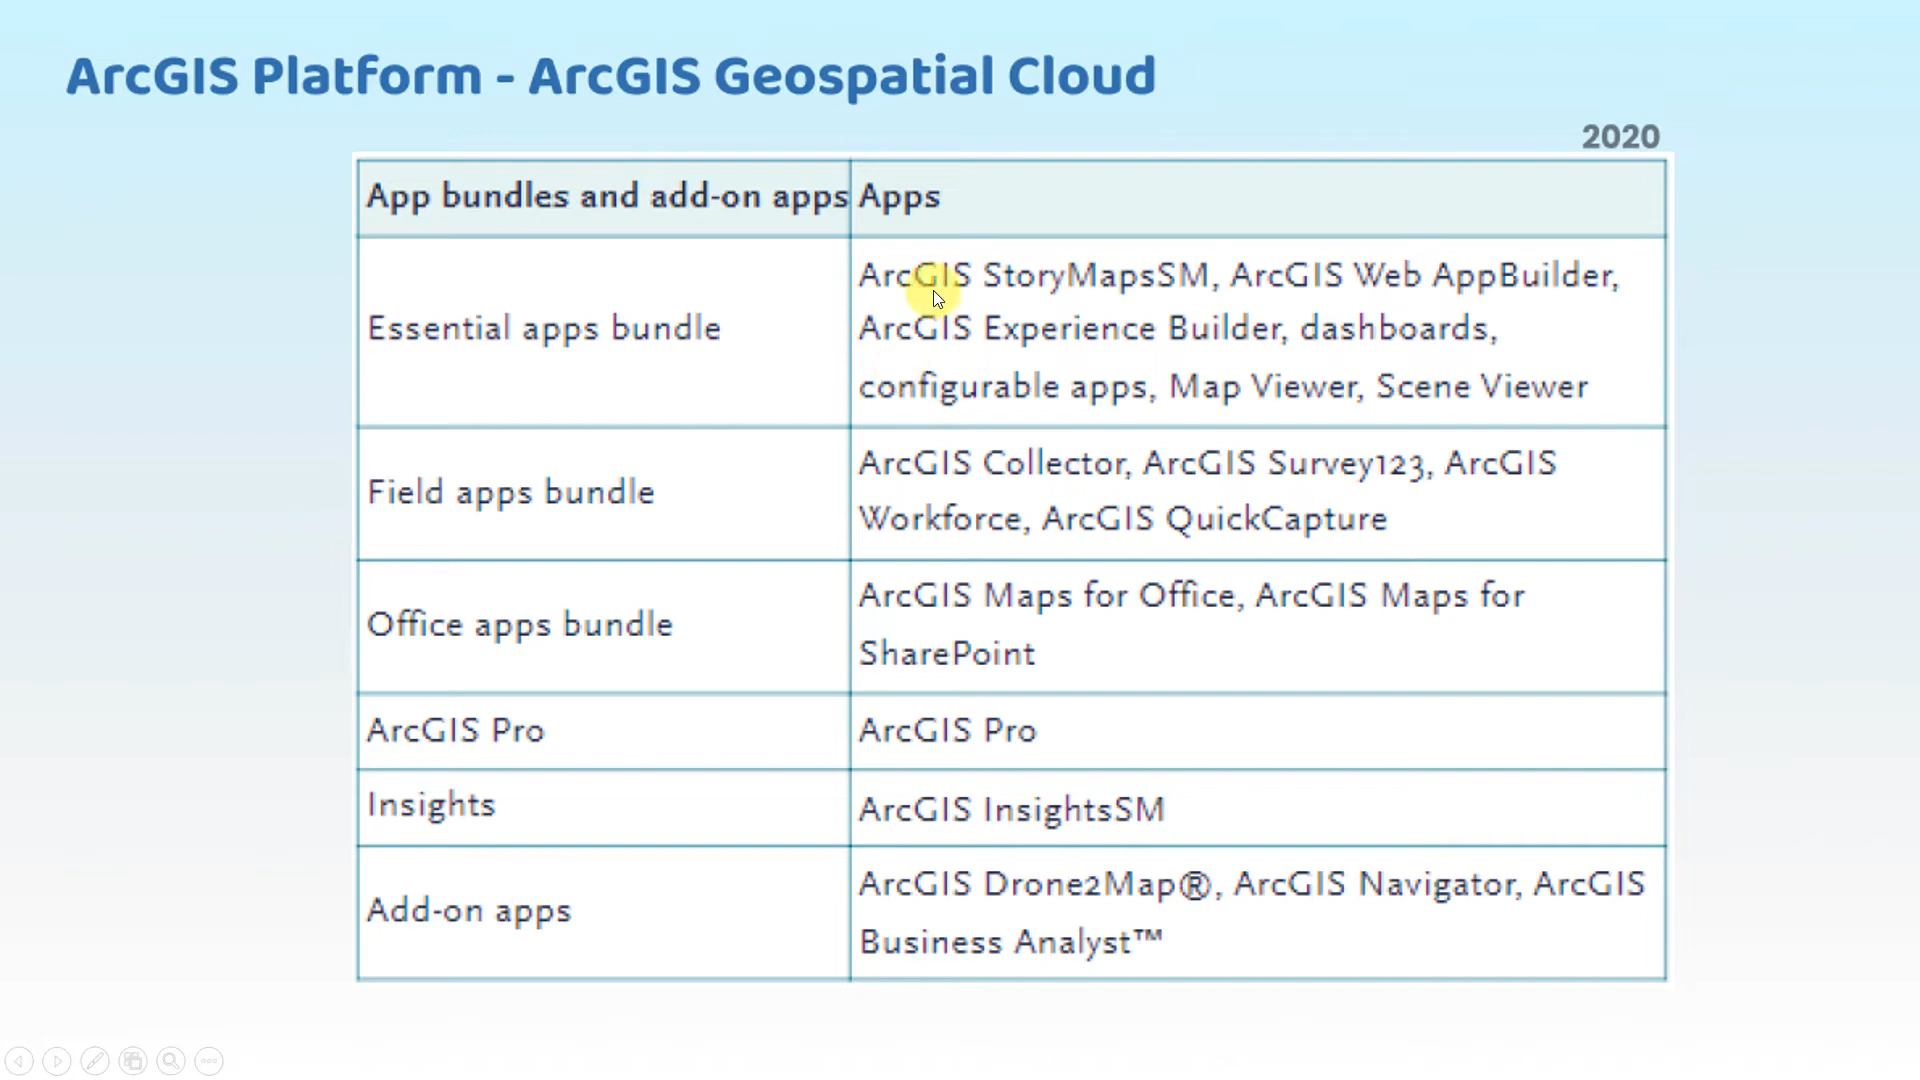 ArcGIS Platform - ArcGIS Geospatial Cloud
2020
App bundles and add-on apps
Apps
Essential apps bundle
ArcGIS StoryMapsSM, ArcGIS Web AppBuilder,
ArcGIS Experience Builder, dashboards,
configurable apps, Map Viewer, Scene Viewer
Field apps bundle
ArcGIS Collector, ArcGIS Survey123, ArcGIS
Workforce, ArcGIS QuickCapture
Office apps bundle
ArcGIS Maps for Office, ArcGIS Maps for
SharePoint
ArcGIS Pro
ArcGIS Pro
Insights
ArcGIS InsightsSM
Add-on apps
ArcGIS Drone2Map®, ArcGIS Navigator, ArcGIS
Business Analyst™